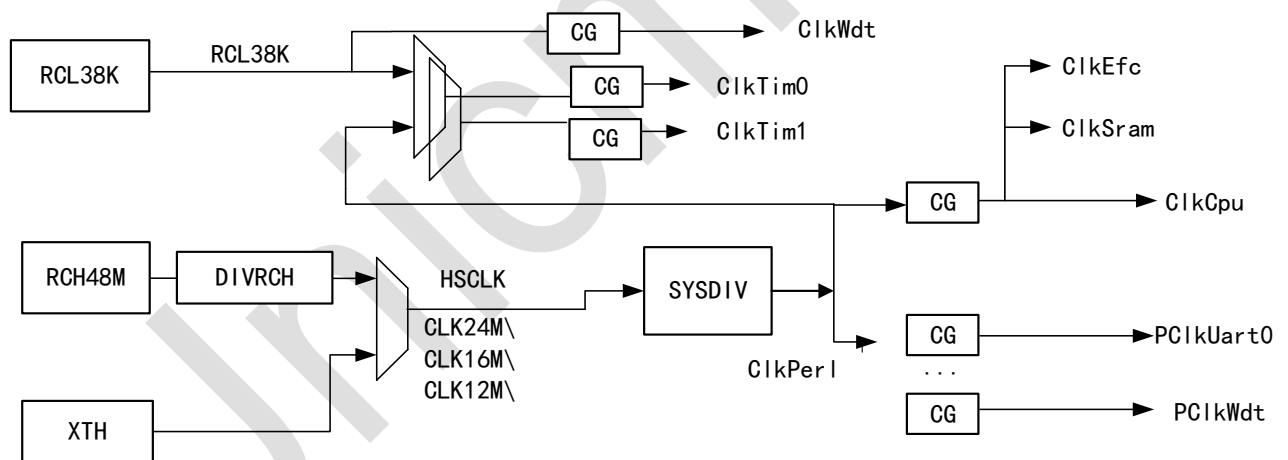 CG
ClkWdt
RCL38K
RCL38K
ClkEfc
CG
ClkTim0
CG
ClkTim1
ClkSram
CG
ClkCpu
RCH48M
DIVRCH
HSCLK
CLK24M\
CLK16M\
CLK12M\
SYSDIV
ClkPerl
CG
PClkUart0
...
CG
PClkWdt
XTH